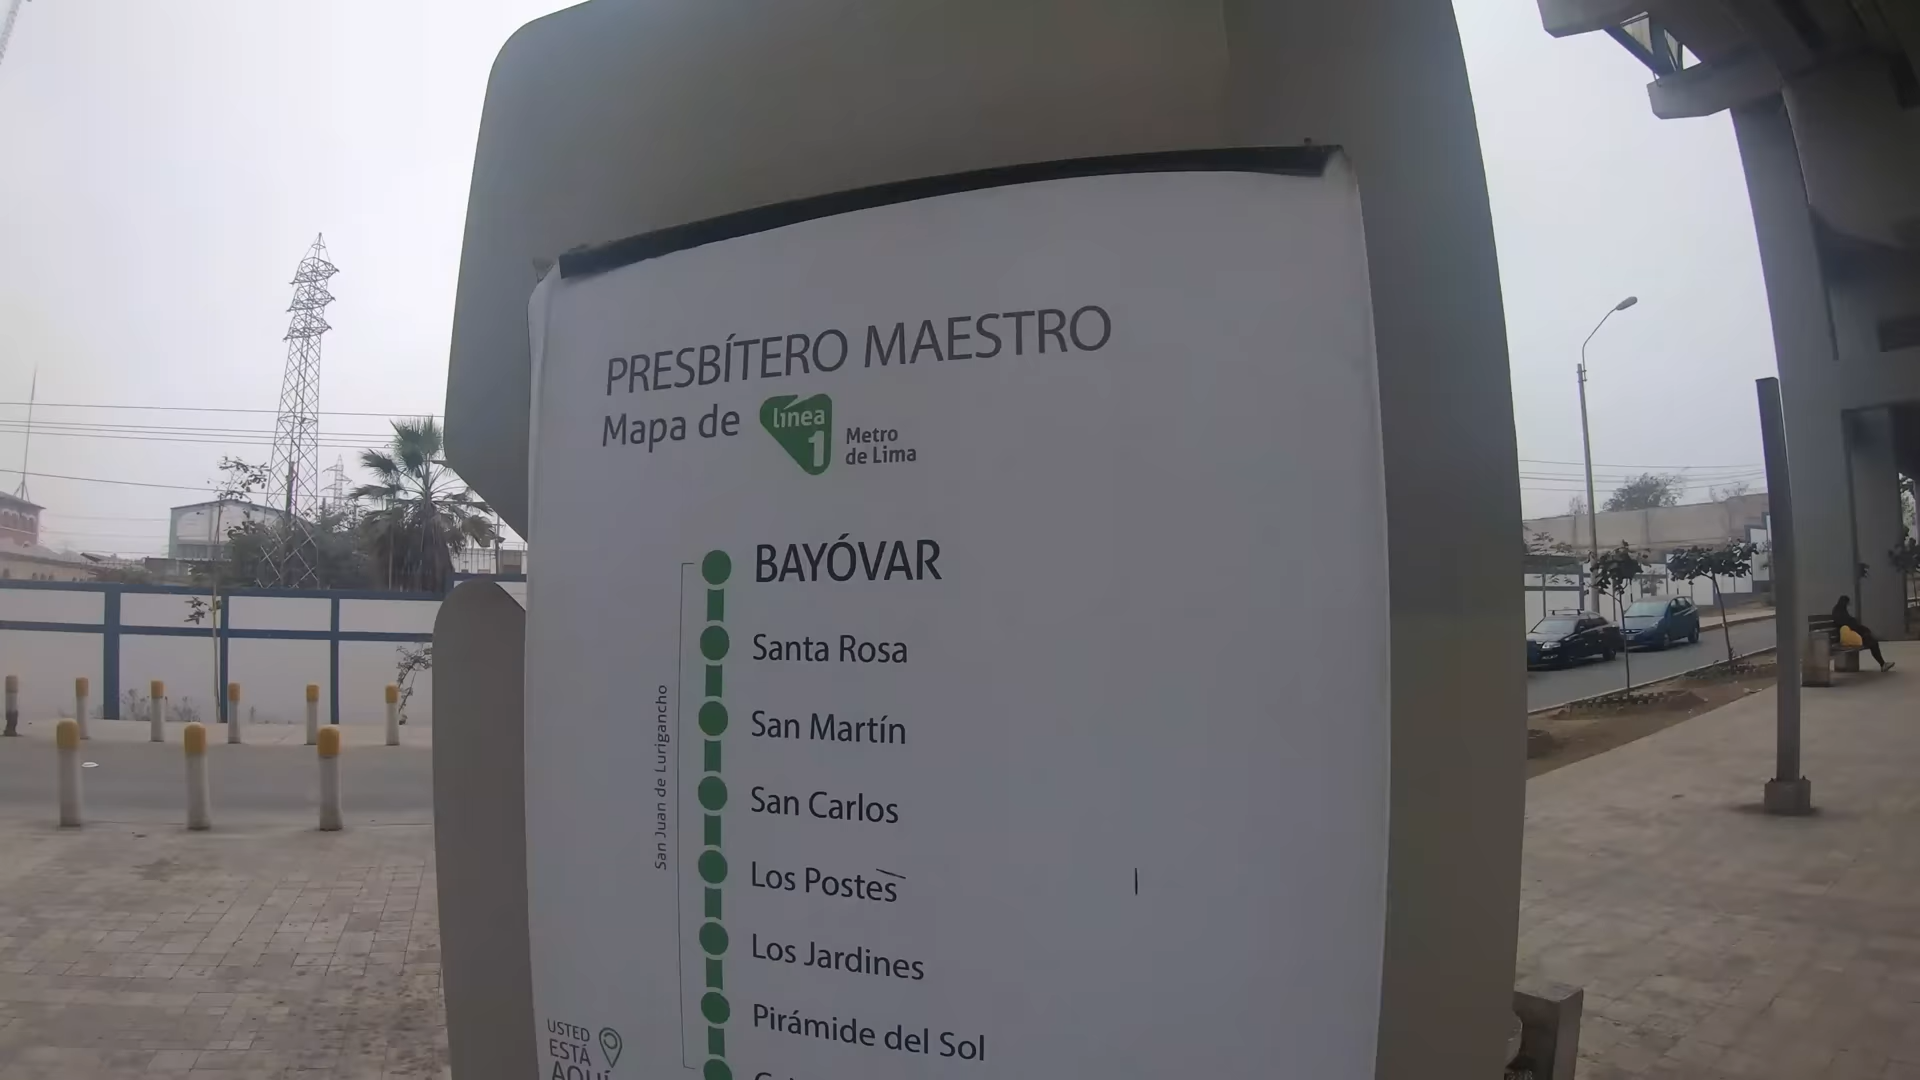 PRESBÍTERO MAESTRO
Mapa de línea 1 Metro de Lima
BAYÓVAR
Santa Rosa
San Martín
San Carlos
Los Postes
Los Jardines
Pirámide del Sol
San Juan de Lurigancho
USTED
ESTÁ
AQUÍ